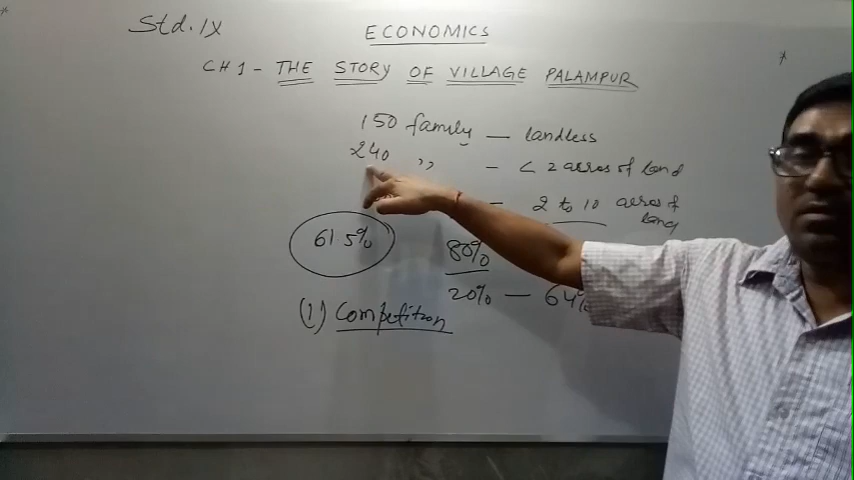 Std. IX
ECONOMICS
CH 1 - THE STORY OF VILLAGE PALAMPUR
150 family — landless
240 ,, - < 2 acres of land
- 2 to 10 acres of land
61.5% 80%
20% — 64%
(1) Competition